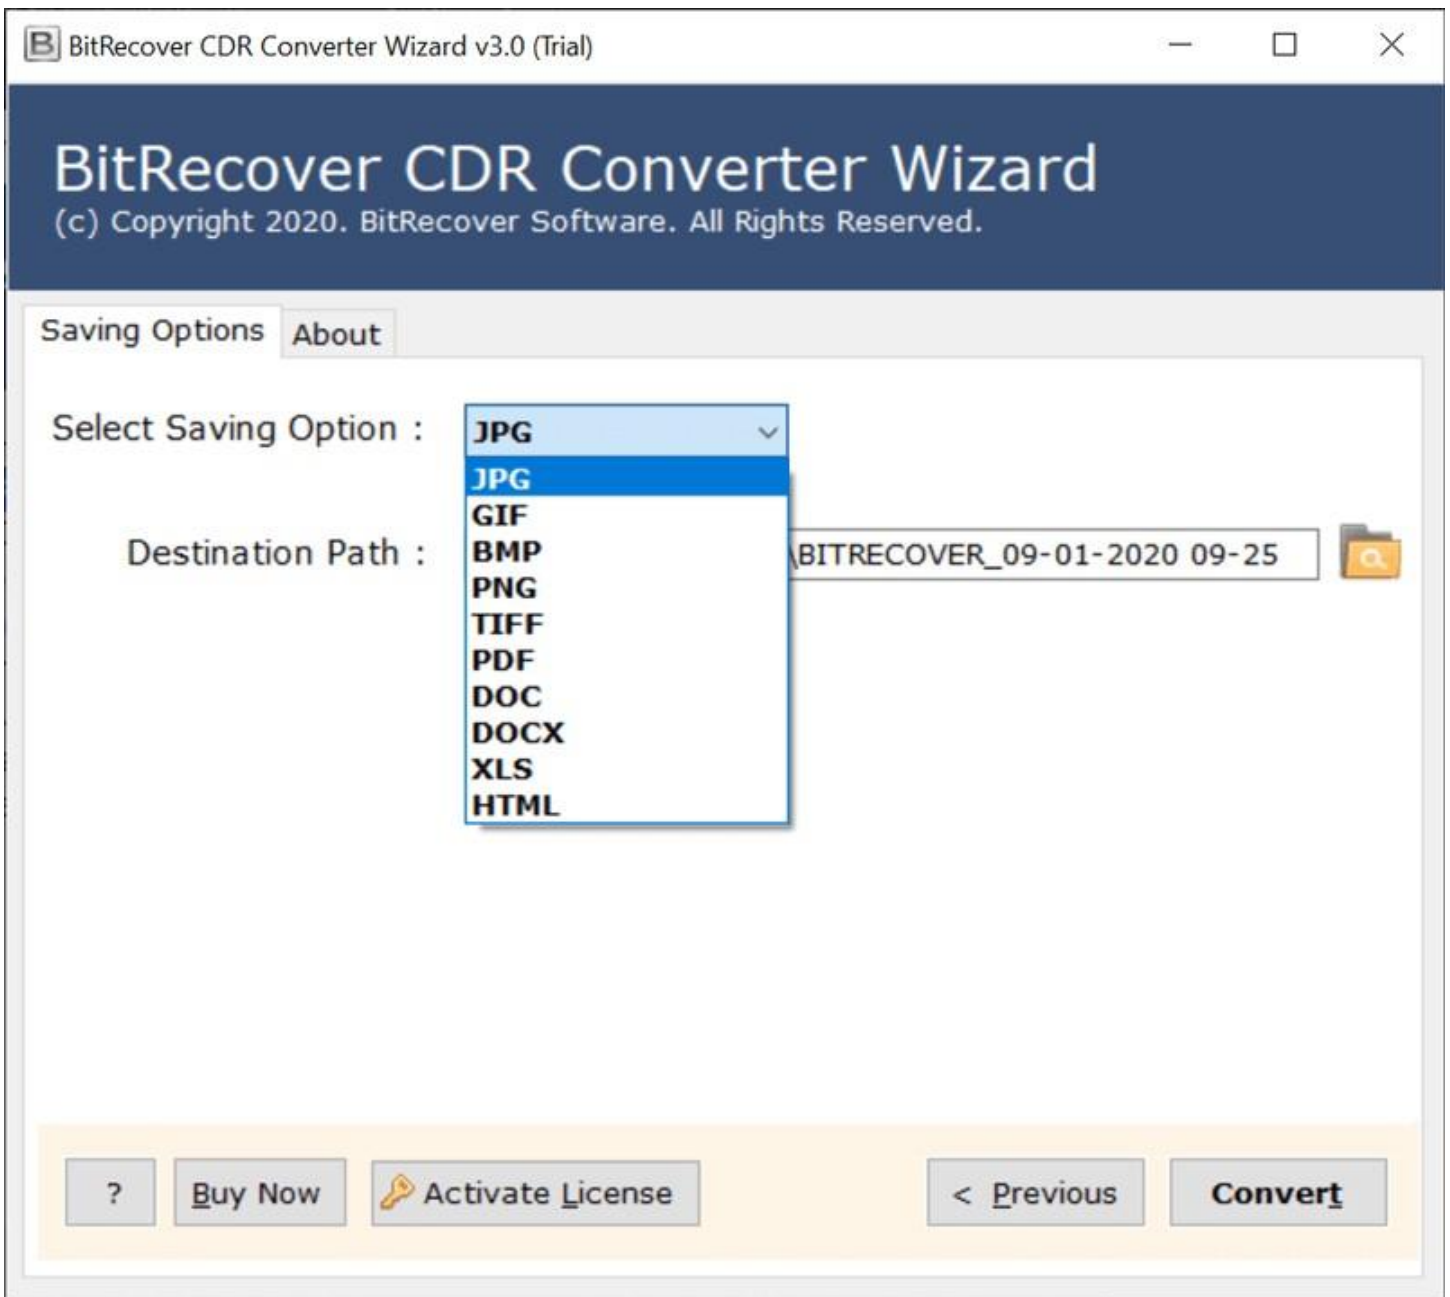 BitRecover CDR Converter Wizard v3.0 (Trial)
BitRecover CDR Converter Wizard
(c) Copyright 2020. BitRecover Software. All Rights Reserved.
Saving Options About
Select Saving Option : JPG
JPG
GIF
Destination Path : \BITRECOVER_09-01-2020 09-25
BMP
PNG
TIFF
PDF
DOC
DOCX
XLS
HTML
? Buy Now Activate License < Previous Convert